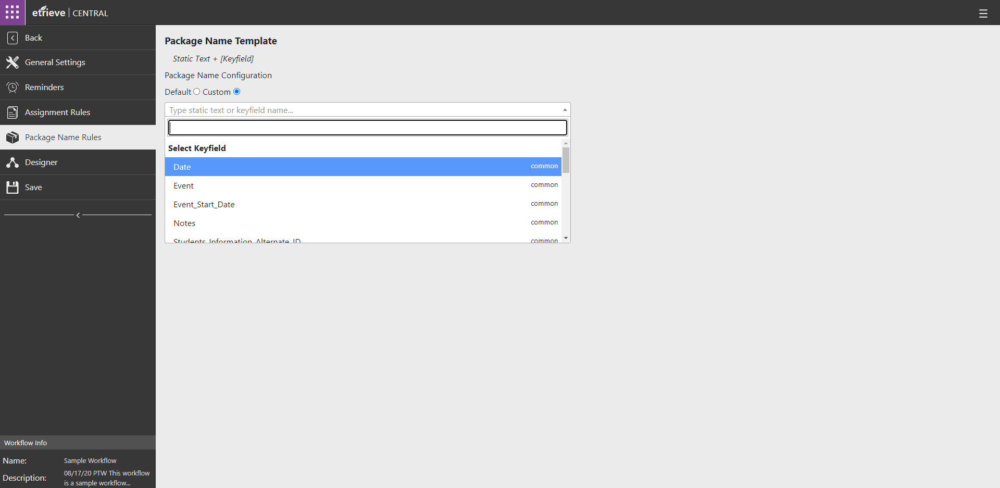 etrieve | CENTRAL
Back
General Settings
Reminders
Assignment Rules
Package Name Rules
Designer
Save
Workflow Info
Name: Sample Workflow
Description: 08/17/20 PTW This workflow
is a sample workflow...
Package Name Template
Static Text + [Keyfield]
Package Name Configuration
Default Custom
Type static text or keyfield name...
Select Keyfield
Date common
Event common
Event_Start_Date common
Notes common
Students_Information_Alternate_ID common